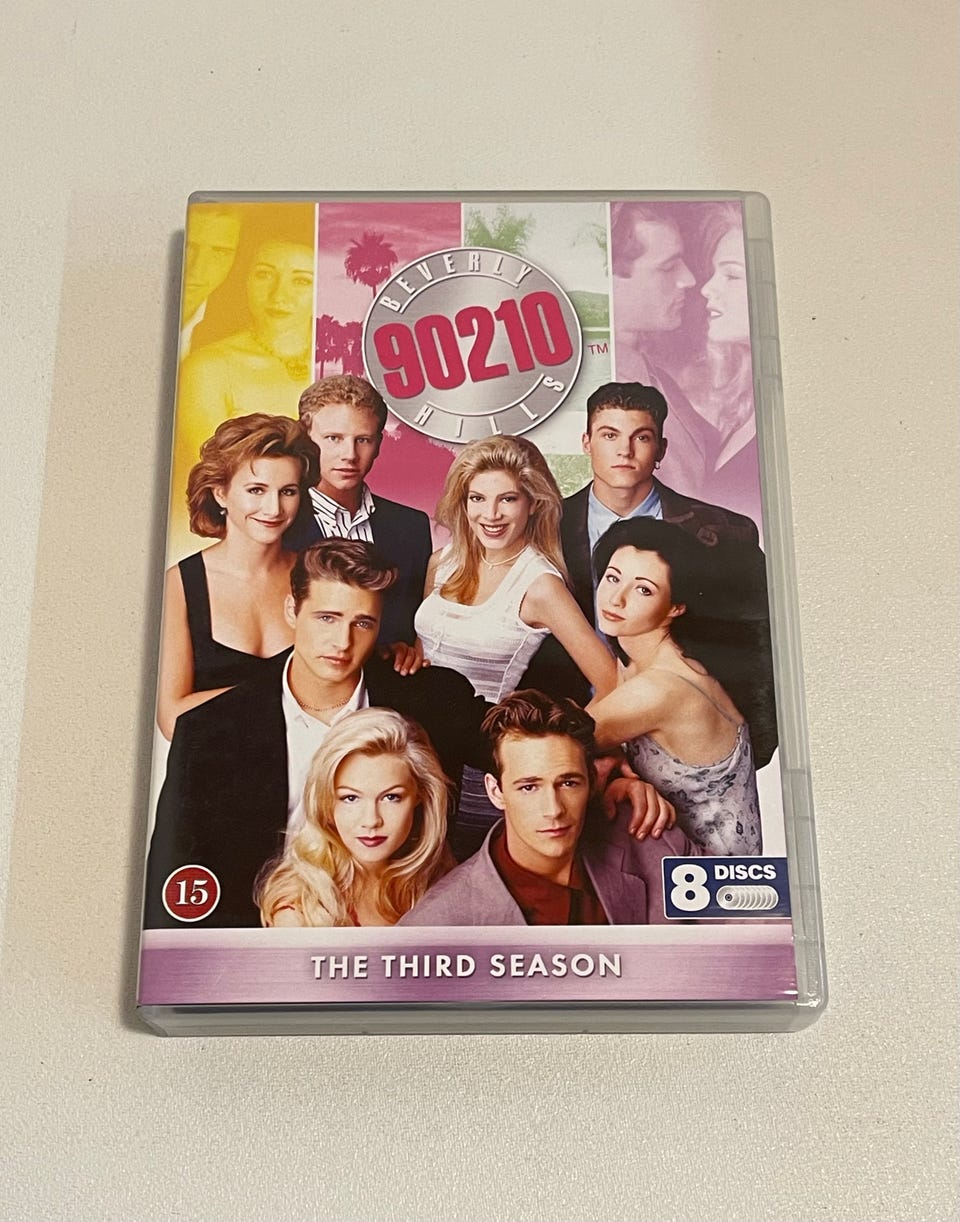 BEVERLY
90210
TM
HILLS
15
8 DISCS
THE THIRD SEASON